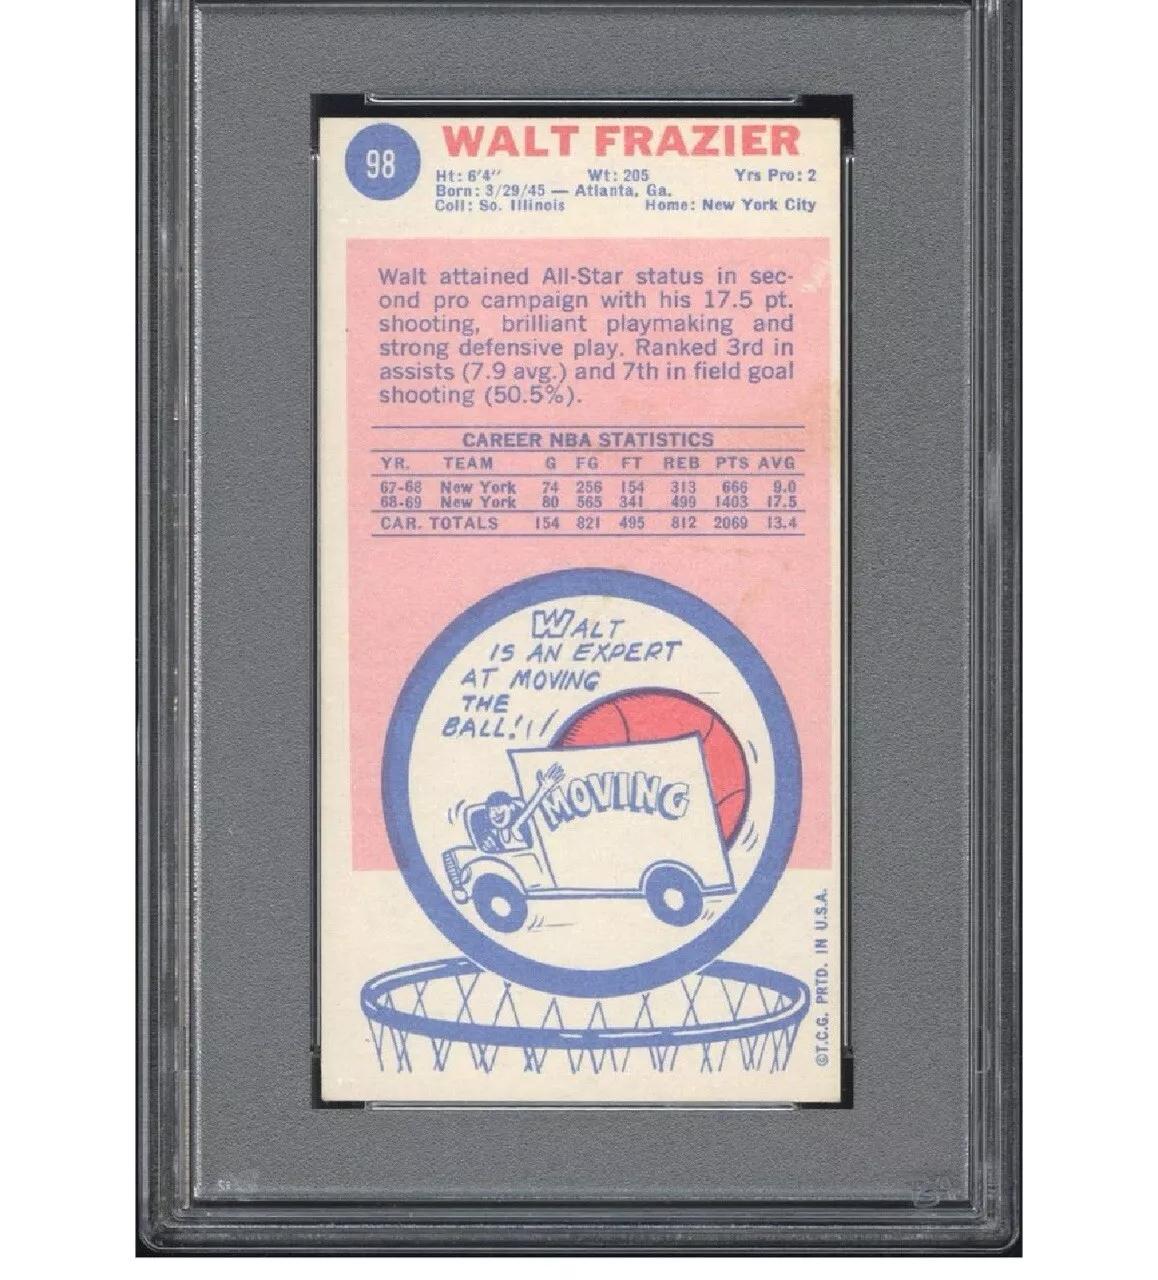 98
WALT FRAZIER
Ht: 6'4" Wt: 205 Yrs Pro: 2
Born: 3/29/45 — Atlanta, Ga.
Coll: So. Illinois Home: New York City
Walt attained All-Star status in sec-
ond pro campaign with his 17.5 pt.
shooting, brilliant playmaking and
strong defensive play. Ranked 3rd in
assists (7.9 avg.) and 7th in field goal
shooting (50.5%).
CAREER NBA STATISTICS
YR. TEAM G FG FT REB PTS AVG
67-68 New York 74 256 154 313 666 9.0
68-69 New York 80 565 341 499 1403 17.5
CAR. TOTALS 154 821 495 812 2069 13.4
WALT
IS AN EXPERT
AT MOVING
THE
BALL!!!
MOVING
©T.C.G. PRTD. IN U.S.A.